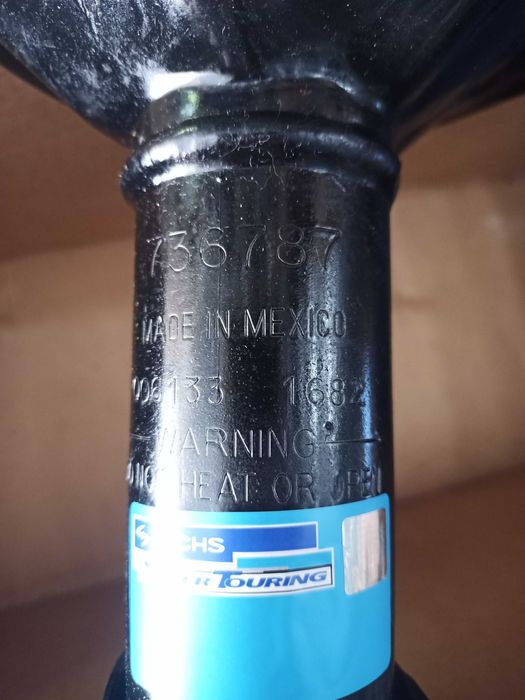 736787
MADE IN MEXICO
1682
WARNING
HEAT OR OPEN
CHS
TOURING